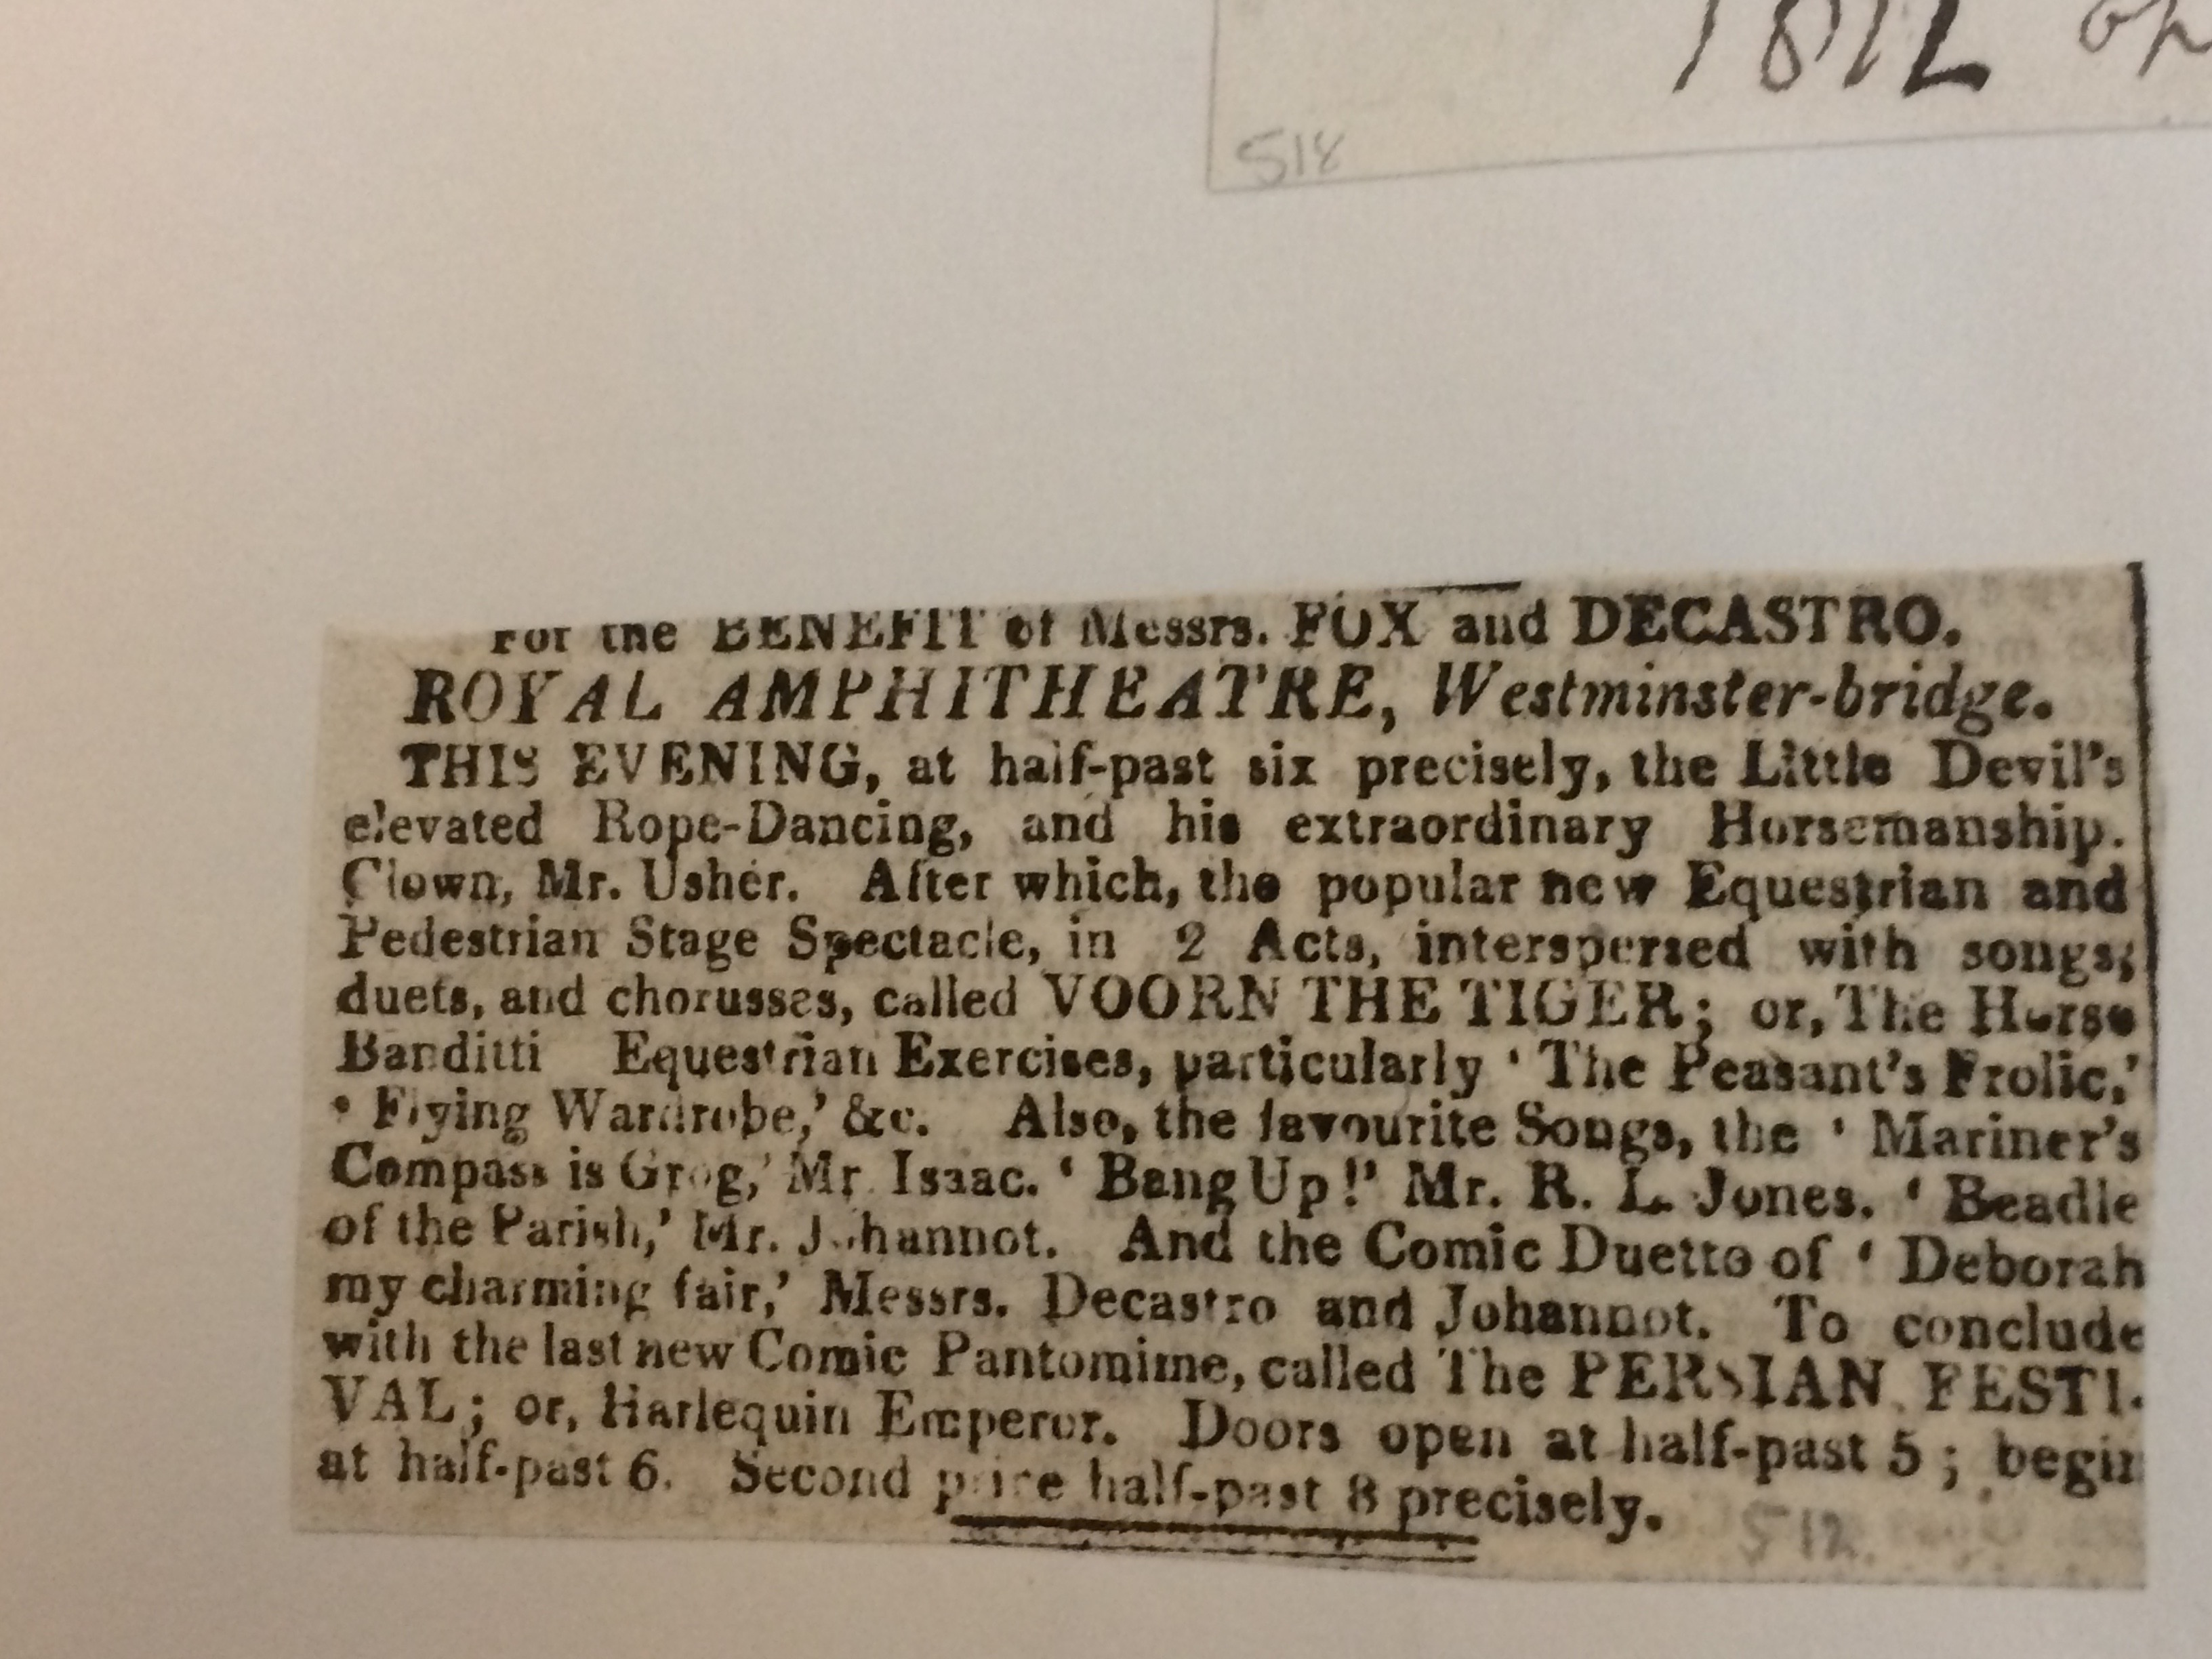 1812 op
518
For the BENEFIT of Messrs. FOX and DECASTRO.
ROYAL AMPHITHEATRE, Westminster-bridge.
THIS EVENING, at half-past six precisely, the Little Devil's
elevated Rope-Dancing, and his extraordinary Horsemanship.
Clown, Mr. Usher. After which, the popular new Equestrian and
Pedestrian Stage Spectacle, in 2 Acts, interspersed with songs,
duets, and chorusses, called VOORN THE TIGER; or, The Horse
Banditti Equestrian Exercises, particularly ‘The Peasant's Frolic,’
‘Flying Wardrobe,’ &c. Also, the favourite Songs, the ‘Mariner's
Compass is Grog,’ Mr. Isaac. ‘Bang Up!’ Mr. R. L. Jones. ‘Beadle
of the Parish,’ Mr. Johannot. And the Comic Duetto of ‘Deborah
my charming fair,’ Messrs. Decastro and Johannot. To conclude
with the last new Comic Pantomime, called The PERSIAN FESTI-
VAL; or, Harlequin Emperor. Doors open at half-past 5; begin
at half-past 6. Second price half-past 8 precisely.
512.